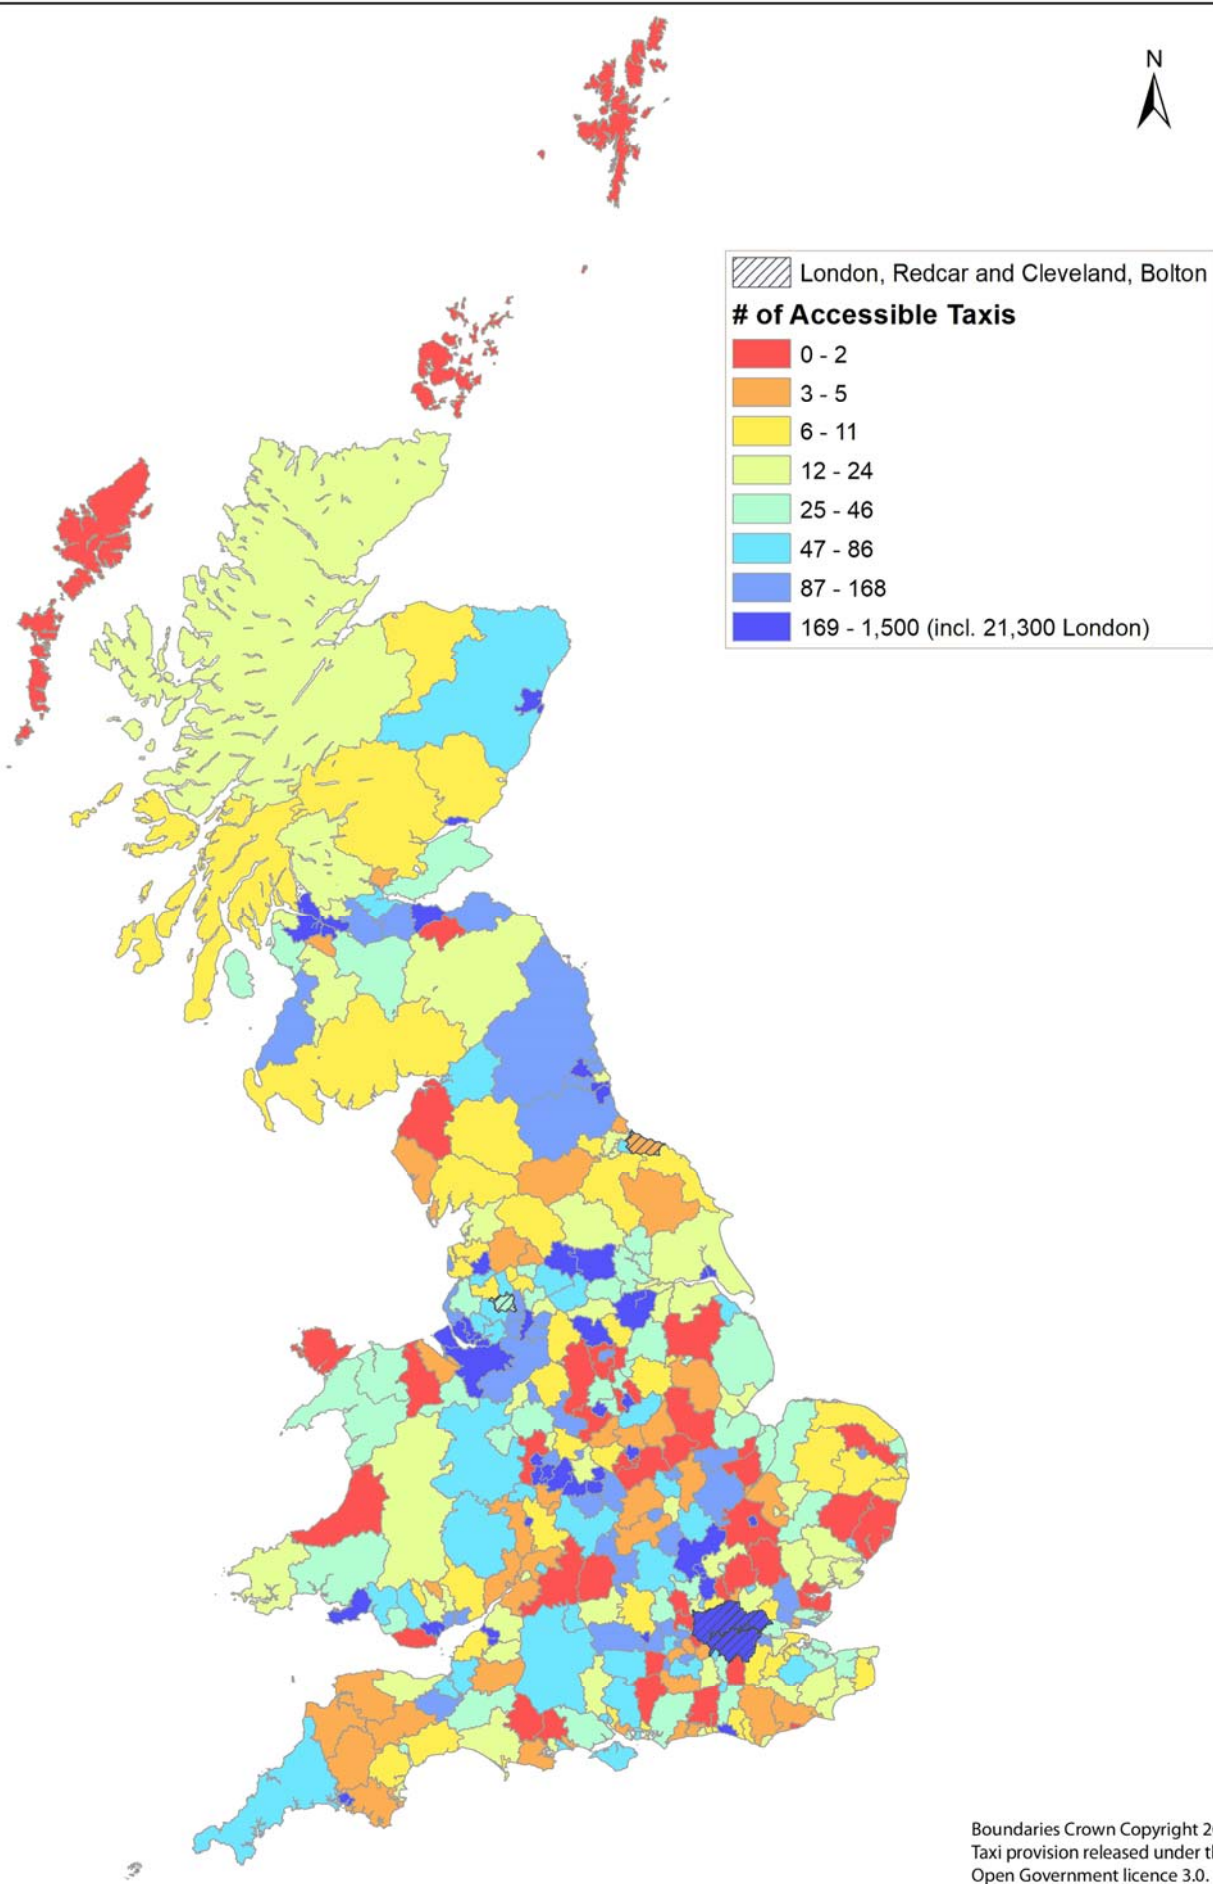 N
London, Redcar and Cleveland, Bolton
# of Accessible Taxis
0 - 2
3 - 5
6 - 11
12 - 24
25 - 46
47 - 86
87 - 168
169 - 1,500 (incl. 21,300 London)
Boundaries Crown Copyright
Taxi provision released under
Open Government licence 3.0.